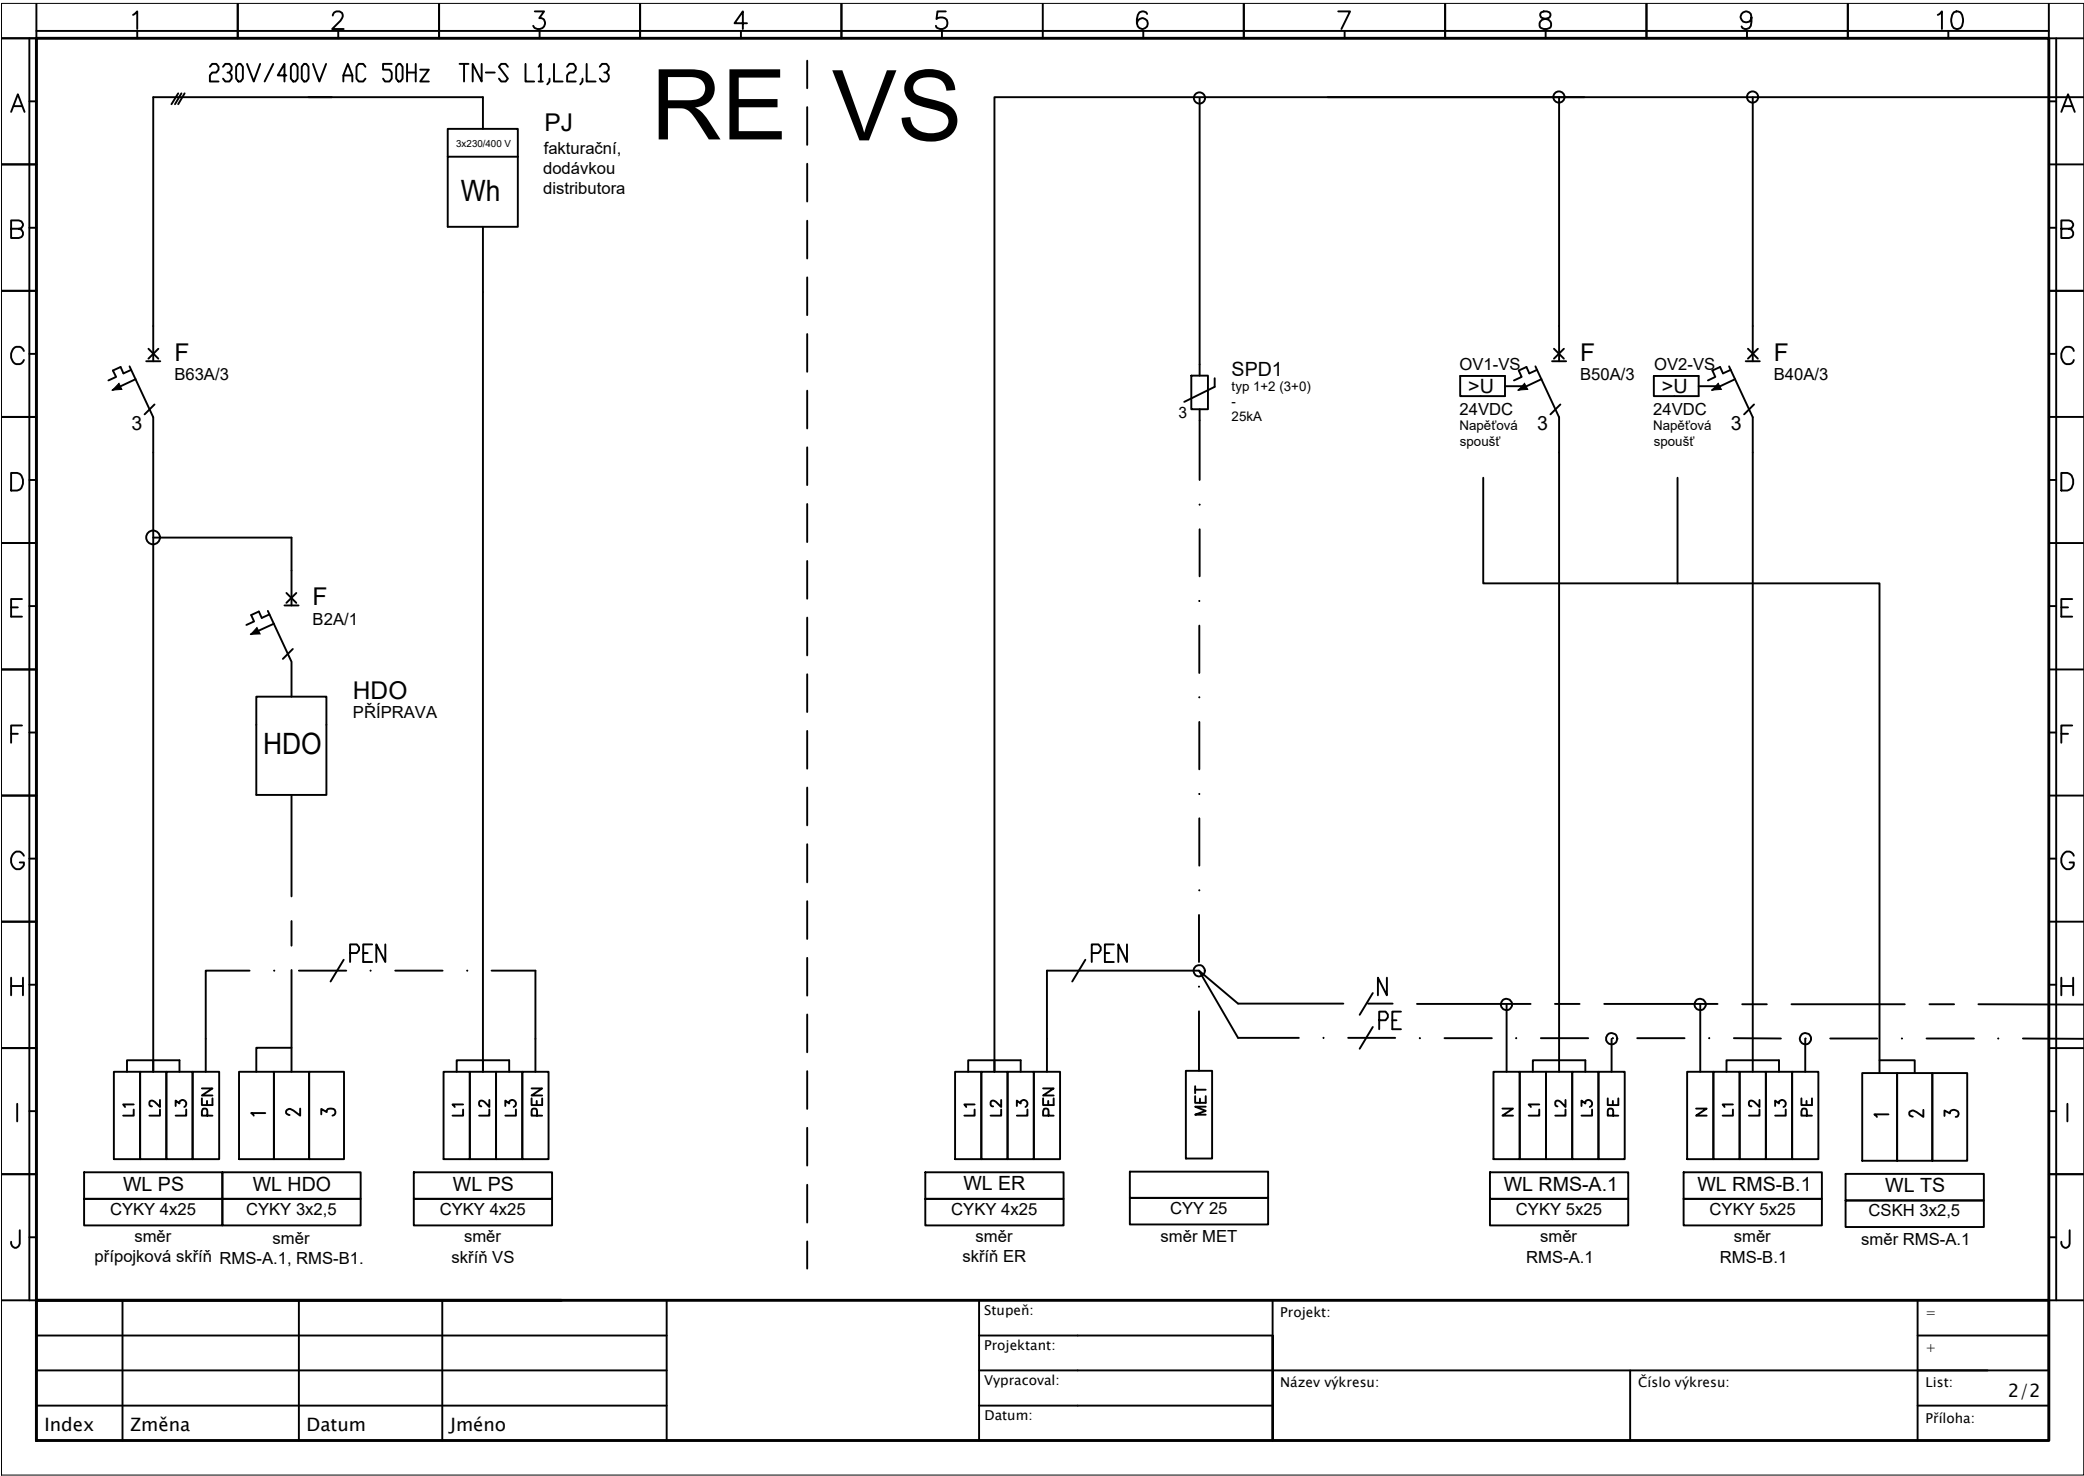 1 2 3 4 5 6 7 8 9 10
230V/400V AC 50Hz TN-S L1,L2,L3
RE VS
A A
PJ
fakturační,
dodávkou
distributora
3x230/400 V
Wh
B B
C C
F
B63A/3
3
SPD1
typ 1+2 (3+0)
-
25kA
3
OV1-VS
>U
24VDC
Napěťová
spoušť
3
F
B50A/3
OV2-VS
>U
24VDC
Napěťová
spoušť
3
F
B40A/3
D D
E E
F
B2A/1
HDO
PŘÍPRAVA
HDO
F F
G G
PEN
PEN
H H
N
PE
L1 L2 L3 PEN
1 2 3
L1 L2 L3 PEN
L1 L2 L3 PEN
MET
N L1 L2 L3 PE
N L1 L2 L3 PE
1 2 3
I I
WL PS
CYKY 4x25
směr
přípojková skříň
WL HDO
CYKY 3x2,5
směr
RMS-A.1, RMS-B1.
WL PS
CYKY 4x25
směr
skříň VS
WL ER
CYKY 4x25
směr
skříň ER
CYY 25
směr MET
WL RMS-A.1
CYKY 5x25
směr
RMS-A.1
WL RMS-B.1
CYKY 5x25
směr
RMS-B.1
WL TS
CSKH 3x2,5
směr RMS-A.1
J J
Index Změna Datum Jméno
Stupeň:
Projektant:
Vypracoval:
Datum:
Projekt:
Název výkresu:
Číslo výkresu:
=
+
List: 2/2
Příloha: